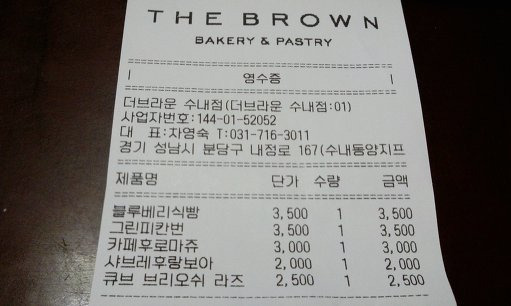 THE BROWN
BAKERY & PASTRY
영수증
더브라운 수내점(더브라운 수내점:01)
사업자번호:144-01-52052
대 표:차영숙 T:031-716-3011
경기 성남시 분당구 내정로 167(수내동양지프
제품명 단가 수량 금액
블루베리식빵 3,500 1 3,500
그린피칸번 3,500 1 3,500
카페후로마쥬 3,000 1 3,000
샤브레후랑보아 2,000 1 2,000
큐브 브리오쉬 라즈 2,500 1 2,500